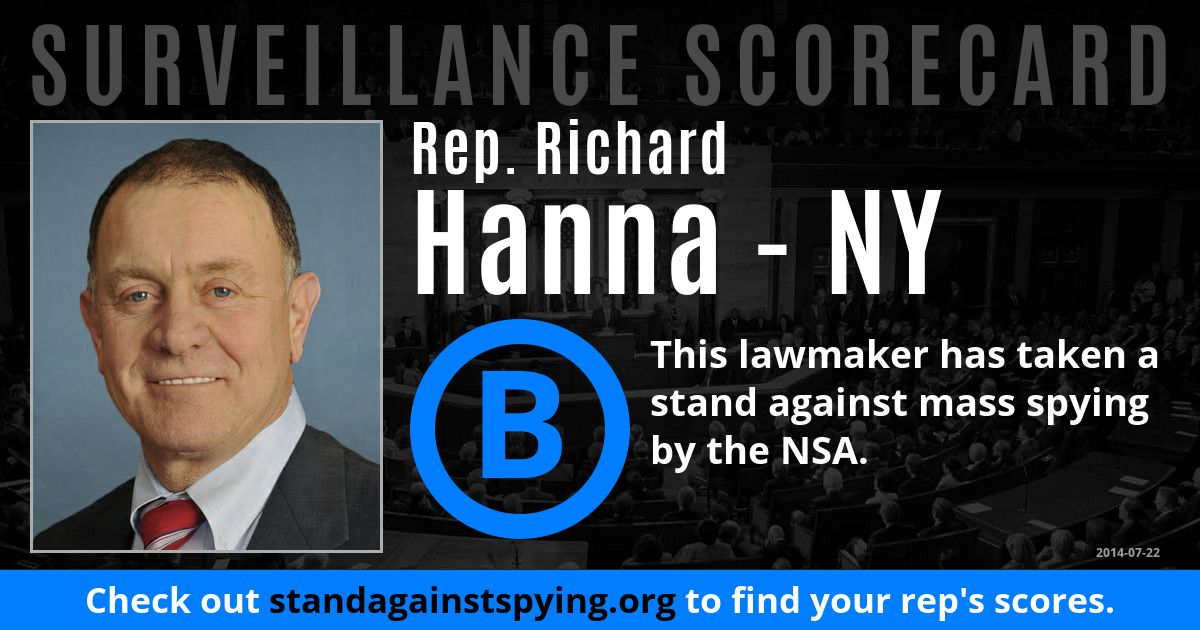 SURVEILLANCE SCORECARD
Rep. Richard
Hanna - NY
B
This lawmaker has taken a
stand against mass spying
by the NSA.
2014-07-22
Check out standagainstspying.org to find your rep's scores.